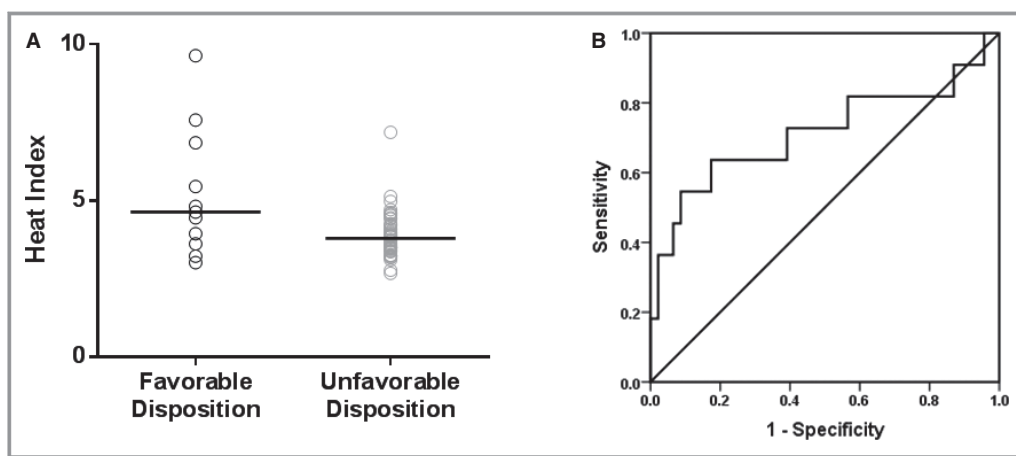 A
10
5
0
Heat Index
Favorable
Disposition
Unfavorable
Disposition
B
1.0
0.8
0.6
0.4
0.2
0.0
Sensitivity
0.0 0.2 0.4 0.6 0.8 1.0
1 - Specificity